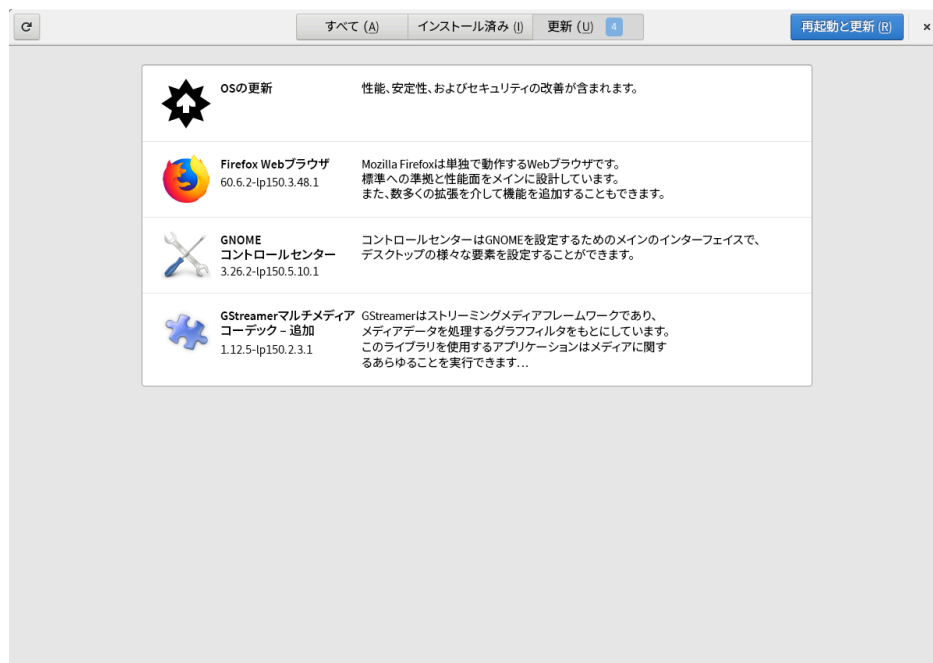 すべて (A)
インストール済み (I)
更新 (U)
4
再起動と更新 (R)
OSの更新
性能、安定性、およびセキュリティの改善が含まれます。
Firefox Webブラウザ
60.6.2-lp150.3.48.1
Mozilla Firefoxは単独で動作するWebブラウザです。
標準への準拠と性能面をメインに設計しています。
また、数多くの拡張を介して機能を追加することもできます。
GNOME
コントロールセンター
3.26.2-lp150.5.10.1
コントロールセンターはGNOMEを設定するためのメインのインターフェイスで、
デスクトップの様々な要素を設定することができます。
GStreamerマルチメディア
コーデック – 追加
1.12.5-lp150.2.3.1
GStreamerはストリーミングメディアフレームワークであり、
メディアデータを処理するグラフフィルタをもとにしています。
このライブラリを使用するアプリケーションはメディアに関す
るあらゆることを実行できます…